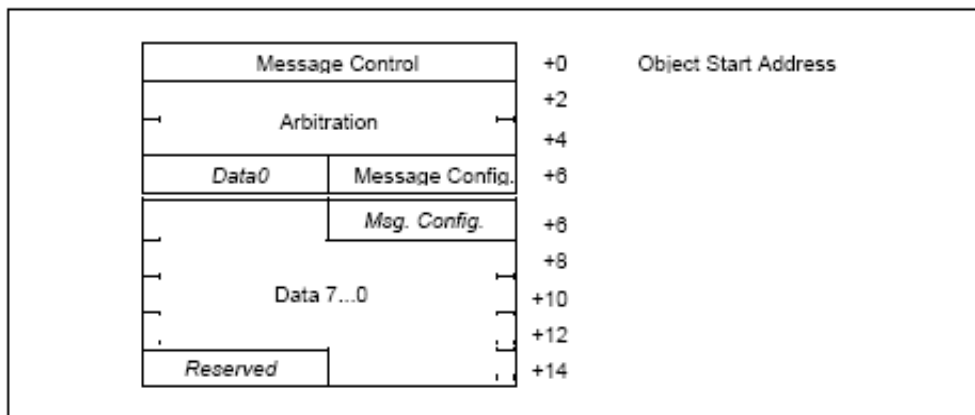 Message Control +0 Object Start Address
+2
Arbitration
+4
Data0 Message Config. +6
Msg. Config. +6
+8
Data 7...0 +10
+12
Reserved +14